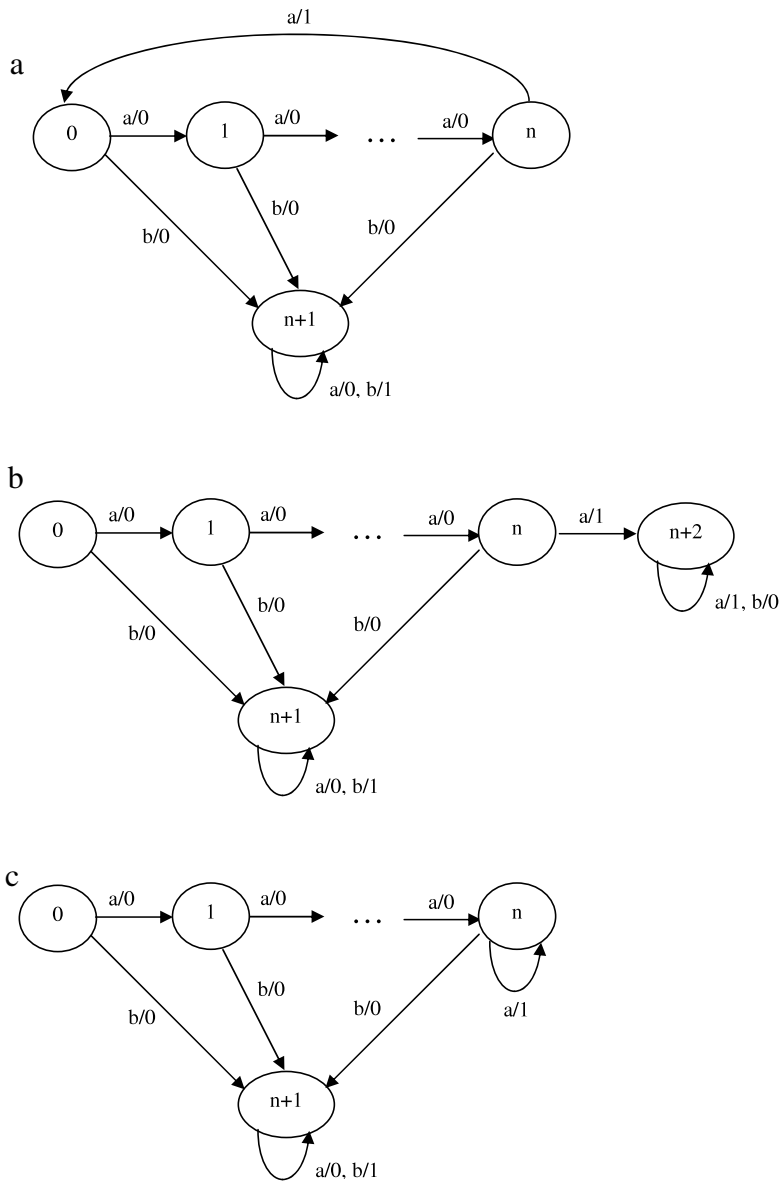 a/1
a
0 a/0 1 a/0 ... a/0 n
b/0 b/0 b/0
n+1
a/0, b/1
b
0 a/0 1 a/0 ... a/0 n a/1 n+2
a/1, b/0
b/0 b/0 b/0
n+1
a/0, b/1
c
0 a/0 1 a/0 ... a/0 n
a/1
b/0 b/0 b/0
n+1
a/0, b/1